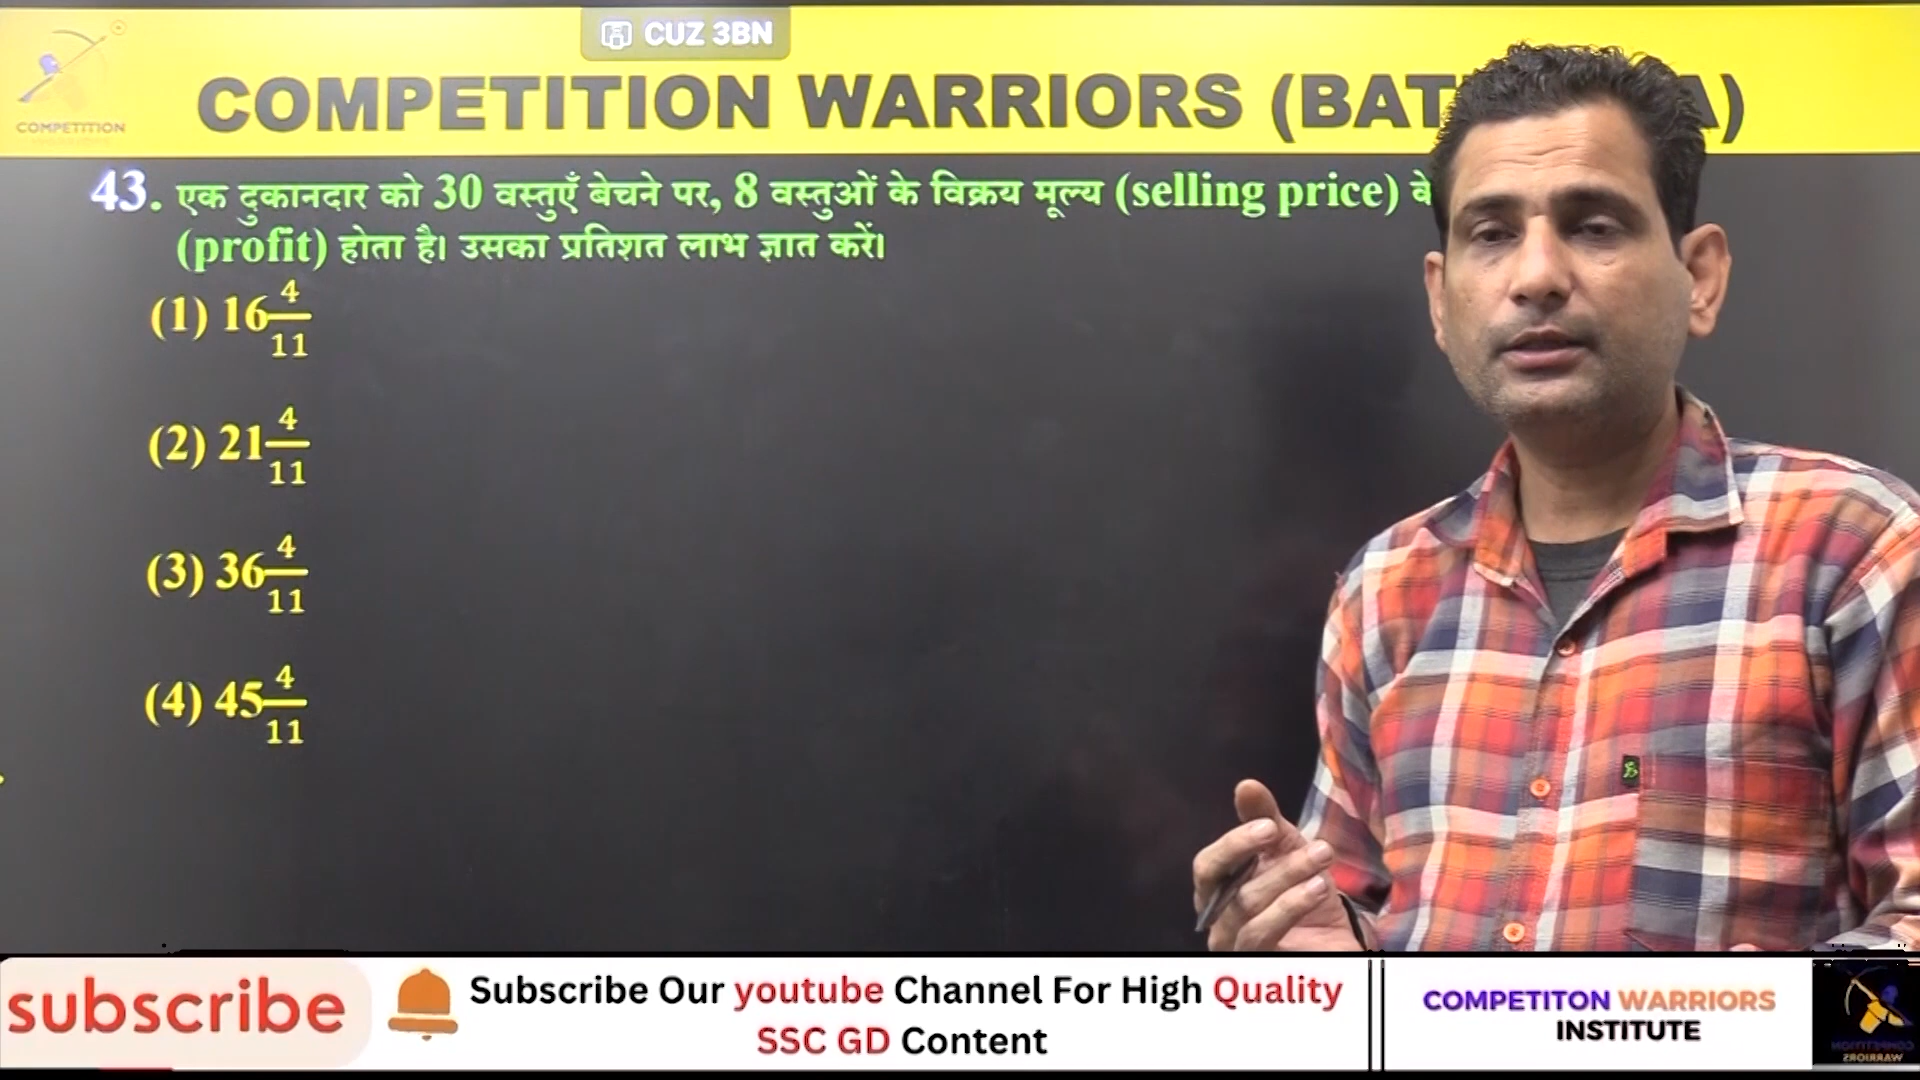 CUZ 3BN
COMPETITION
COMPETITION WARRIORS (BAT A)
43. एक दुकानदार को 30 वस्तुएँ बेचने पर, 8 वस्तुओं के विक्रय मूल्य (selling price)
(profit) होता है। उसका प्रतिशत लाभ ज्ञात करें।
(1) 16 4/11
(2) 21 4/11
(3) 36 4/11
(4) 45 4/11
subscribe
Subscribe Our youtube Channel For High Quality
SSC GD Content
COMPETITON WARRIORS
INSTITUTE